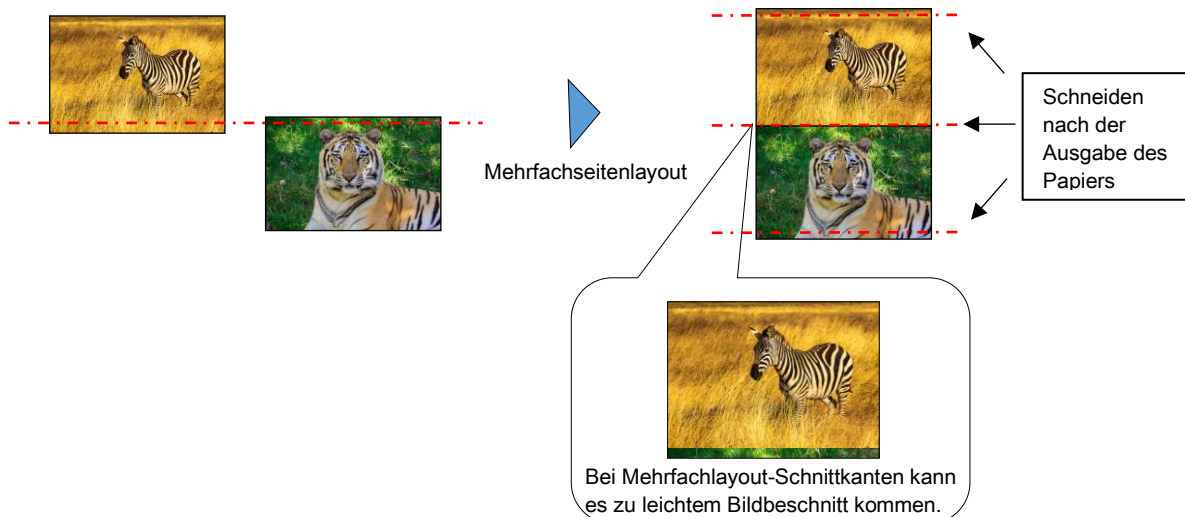 Mehrfachseitenlayout
Schneiden
nach der
Ausgabe des
Papiers
Bei Mehrfachlayout-Schnittkanten kann
es zu leichtem Bildbeschnitt kommen.